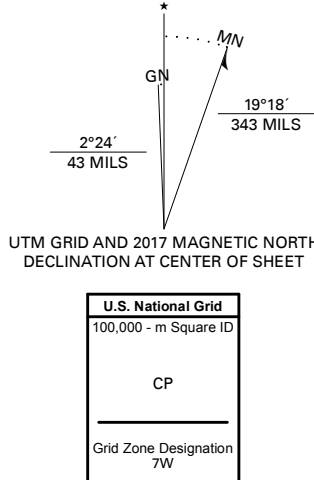 ★
MN
GN
19°18´
343 MILS
2°24´
43 MILS
UTM GRID AND 2017 MAGNETIC NORTH
DECLINATION AT CENTER OF SHEET
U.S. National Grid
100,000 - m Square ID
CP
Grid Zone Designation
7W